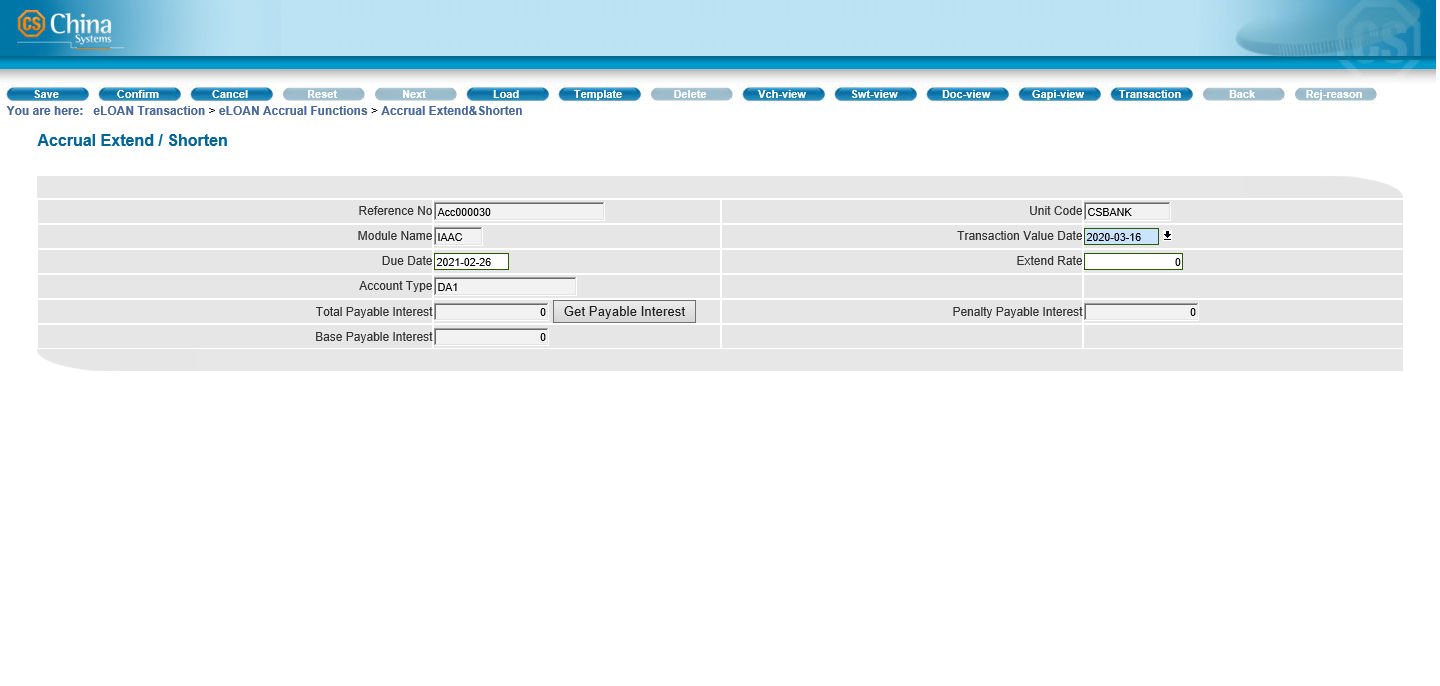 CS China
Systems
CS
Save Confirm Cancel Reset Next Load Template Delete Vch-view Swt-view Doc-view Gapi-view Transaction Back Rej-reason
You are here: eLOAN Transaction > eLOAN Accrual Functions > Accrual Extend&Shorten
Accrual Extend / Shorten
Reference No Acc000030 Unit Code CSBANK
Module Name IAAC Transaction Value Date 2020-03-16
Due Date 2021-02-26 Extend Rate 0
Account Type DA1
Total Payable Interest 0 Get Payable Interest Penalty Payable Interest 0
Base Payable Interest 0